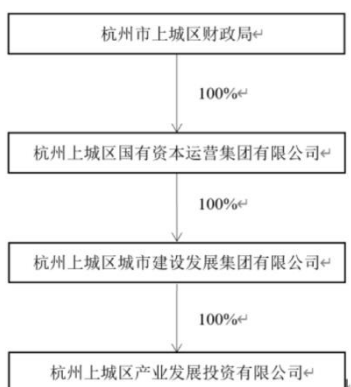 杭州市上城区财政局
100%
杭州上城区国有资本运营集团有限公司
100%
杭州上城区城市建设发展集团有限公司
100%
杭州上城区产业发展投资有限公司